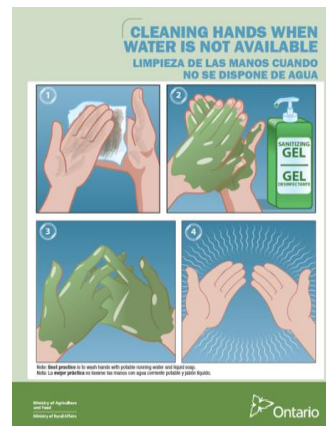 CLEANING HANDS WHEN
WATER IS NOT AVAILABLE
LIMPIEZA DE LAS MANOS CUANDO
NO SE DISPONE DE AGUA
1
2
SANITIZING
GEL
GEL
DESINFECTANTE
3
4
Note: Best practice is to wash hands with potable running water and liquid soap.
Nota: La mejor práctica es lavarse las manos con agua corriente potable y jabón líquido.
Ministry of Agriculture
and Food
Ministry of Rural Affairs
Ontario